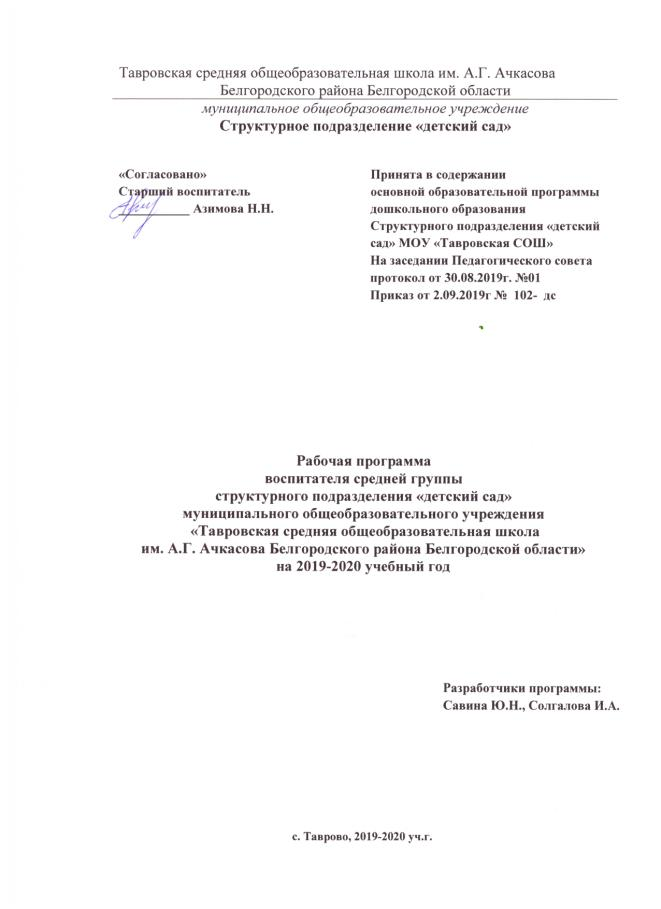 Тавровская средняя общеобразовательная школа им. А.Г. Ачкасова
Белгородского района Белгородской области
муниципальное общеобразовательное учреждение
Структурное подразделение «детский сад»
«Согласовано»
Старший воспитатель
____________ Азимова Н.Н.
Принята в содержании
основной образовательной программы
дошкольного образования
Структурного подразделения «детский
сад» МОУ «Тавровская СОШ»
На заседании Педагогического совета
протокол от 30.08.2019г. №01
Приказ от 2.09.2019г № 102- дс
Рабочая программа
воспитателя средней группы
структурного подразделения «детский сад»
муниципального общеобразовательного учреждения
«Тавровская средняя общеобразовательная школа
им. А.Г. Ачкасова Белгородского района Белгородской области»
на 2019-2020 учебный год
Разработчики программы:
Савина Ю.Н., Солгалова И.А.
с. Таврово, 2019-2020 уч.г.